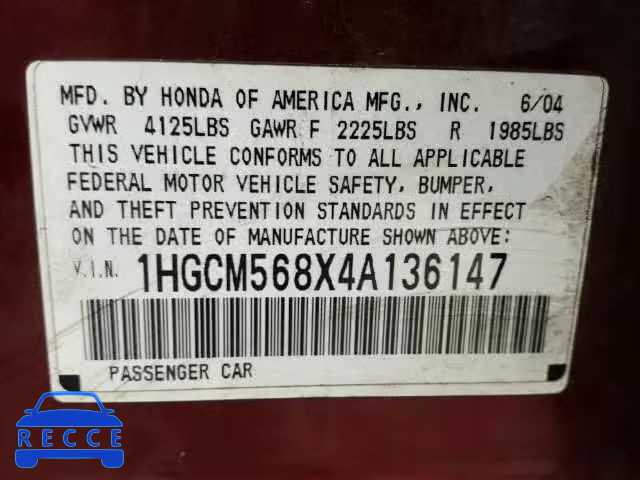 MFD. BY HONDA OF AMERICA MFG., INC. 6/04
GVWR 4125LBS GAWR F 2225LBS R 1985LBS
THIS VEHICLE CONFORMS TO ALL APPLICABLE
FEDERAL MOTOR VEHICLE SAFETY, BUMPER,
AND THEFT PREVENTION STANDARDS IN EFFECT
ON THE DATE OF MANUFACTURE SHOWN ABOVE:
V.I.N. 1HGCM568X4A136147
PASSENGER CAR
RECCE